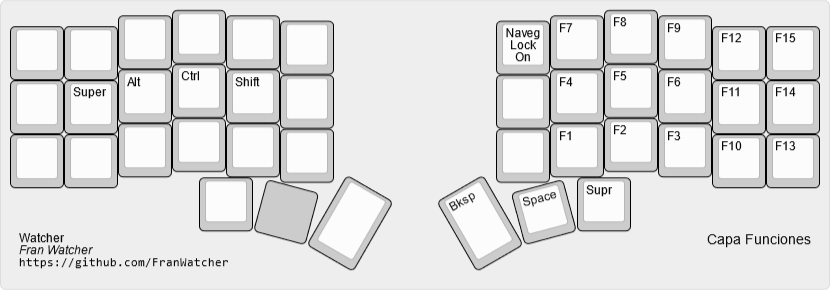 Naveg
Lock
On
F7
F8
F9
F12
F15
Super
Alt
Ctrl
Shift
F4
F5
F6
F11
F14
F1
F2
F3
F10
F13
Bksp
Space
Supr
Watcher
Fran Watcher
https://github.com/FranWatcher
Capa Funciones